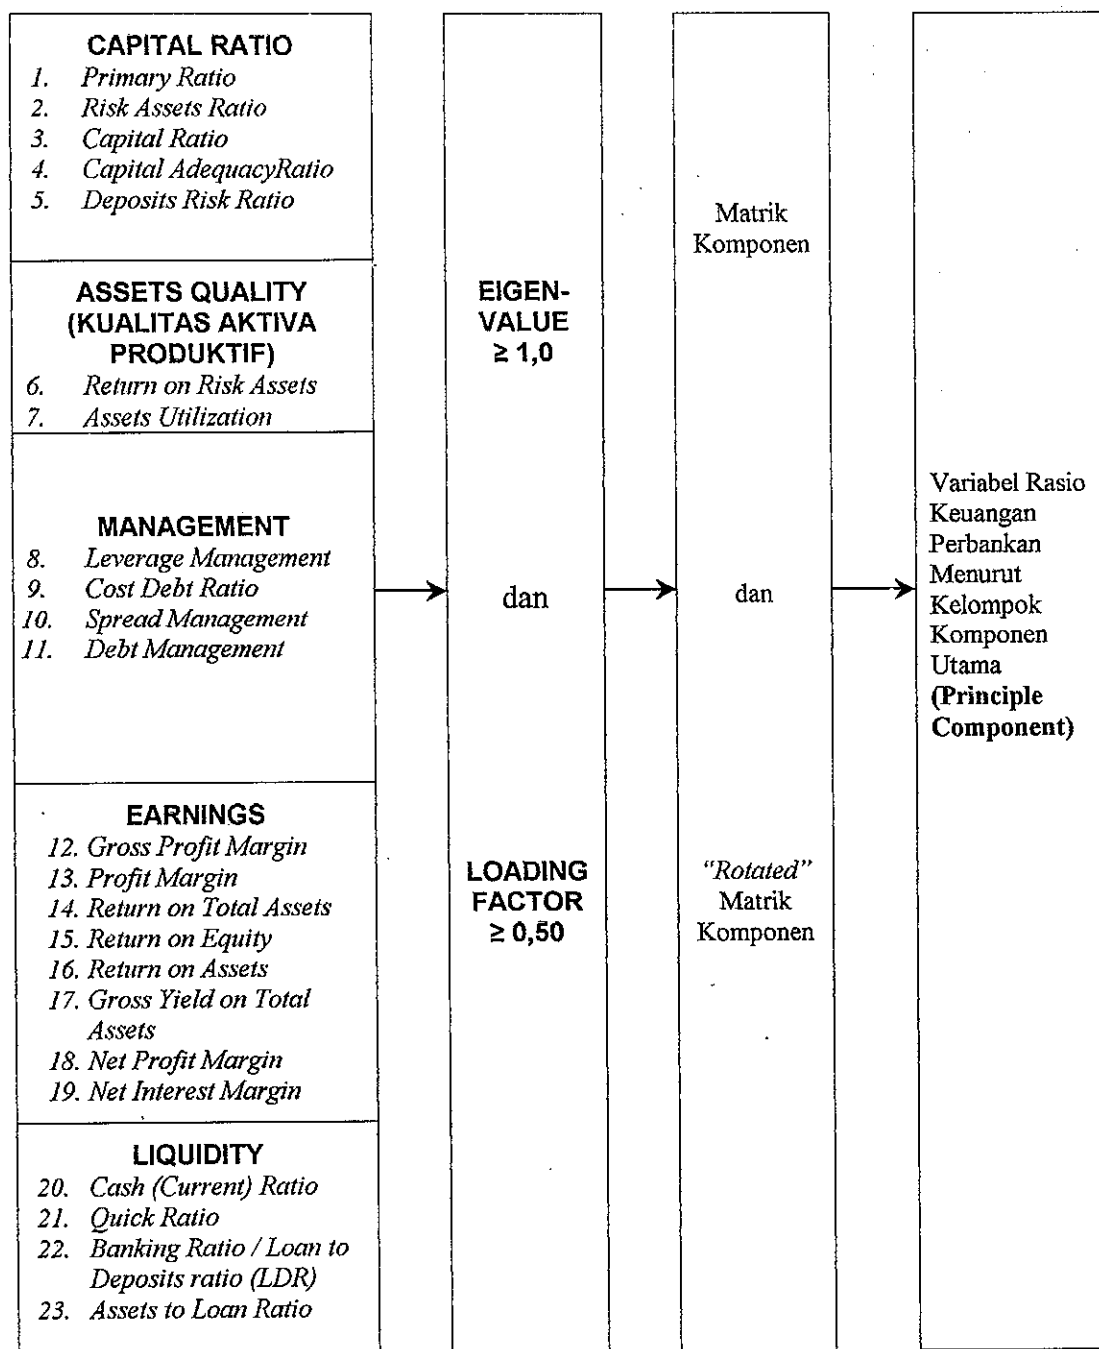 CAPITAL RATIO
1. Primary Ratio
2. Risk Assets Ratio
3. Capital Ratio
4. Capital AdequacyRatio
5. Deposits Risk Ratio
ASSETS QUALITY
(KUALITAS AKTIVA
PRODUKTIF)
6. Return on Risk Assets
7. Assets Utilization
MANAGEMENT
8. Leverage Management
9. Cost Debt Ratio
10. Spread Management
11. Debt Management
EARNINGS
12. Gross Profit Margin
13. Profit Margin
14. Return on Total Assets
15. Return on Equity
16. Return on Assets
17. Gross Yield on Total
Assets
18. Net Profit Margin
19. Net Interest Margin
LIQUIDITY
20. Cash (Current) Ratio
21. Quick Ratio
22. Banking Ratio / Loan to
Deposits ratio (LDR)
23. Assets to Loan Ratio
EIGEN-
VALUE
≥ 1,0
dan
LOADING
FACTOR
≥ 0,50
Matrik
Komponen
dan
“Rotated”
Matrik
Komponen
Variabel Rasio
Keuangan
Perbankan
Menurut
Kelompok
Komponen
Utama
(Principle
Component)